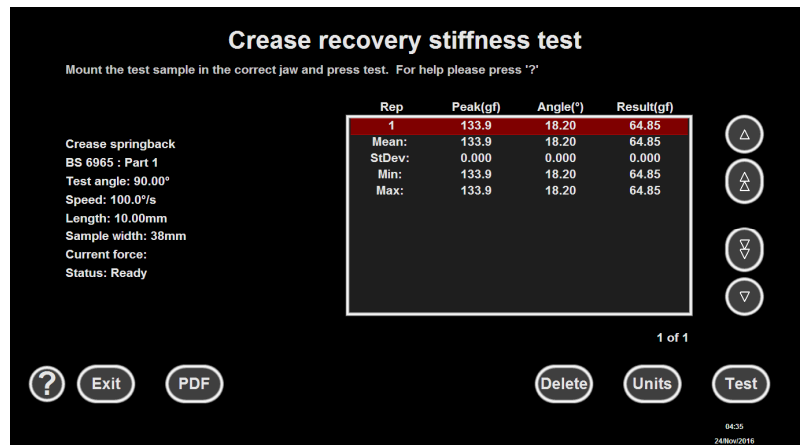 Crease recovery stiffness test
Mount the test sample in the correct jaw and press test. For help please press '?'
Rep Peak(gf) Angle(°) Result(gf)
1 133.9 18.20 64.85
Mean: 133.9 18.20 64.85
StDev: 0.000 0.000 0.000
Min: 133.9 18.20 64.85
Max: 133.9 18.20 64.85
Crease springback
BS 6965 : Part 1
Test angle: 90.00°
Speed: 100.0°/s
Length: 10.00mm
Sample width: 38mm
Current force:
Status: Ready
1 of 1
? Exit PDF Delete Units Test
04:35
24/Nov/2016